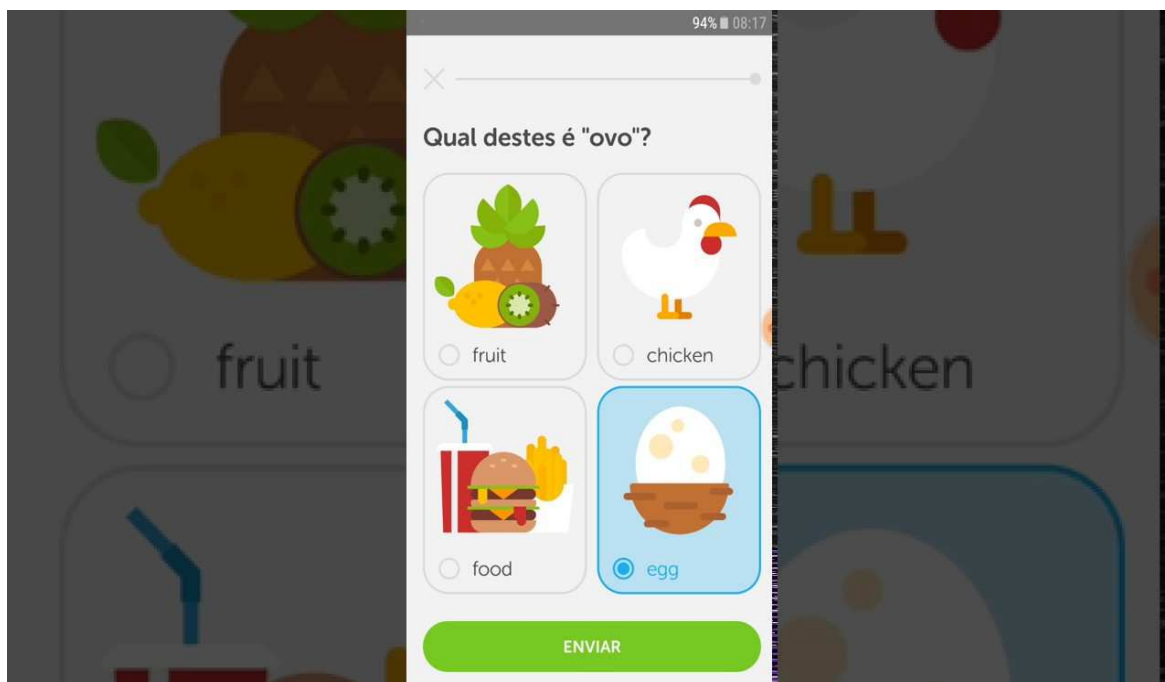 94% 08:17
Qual destes é "ovo"?
fruit
chicken
food
egg
ENVIAR
fruit
chicken